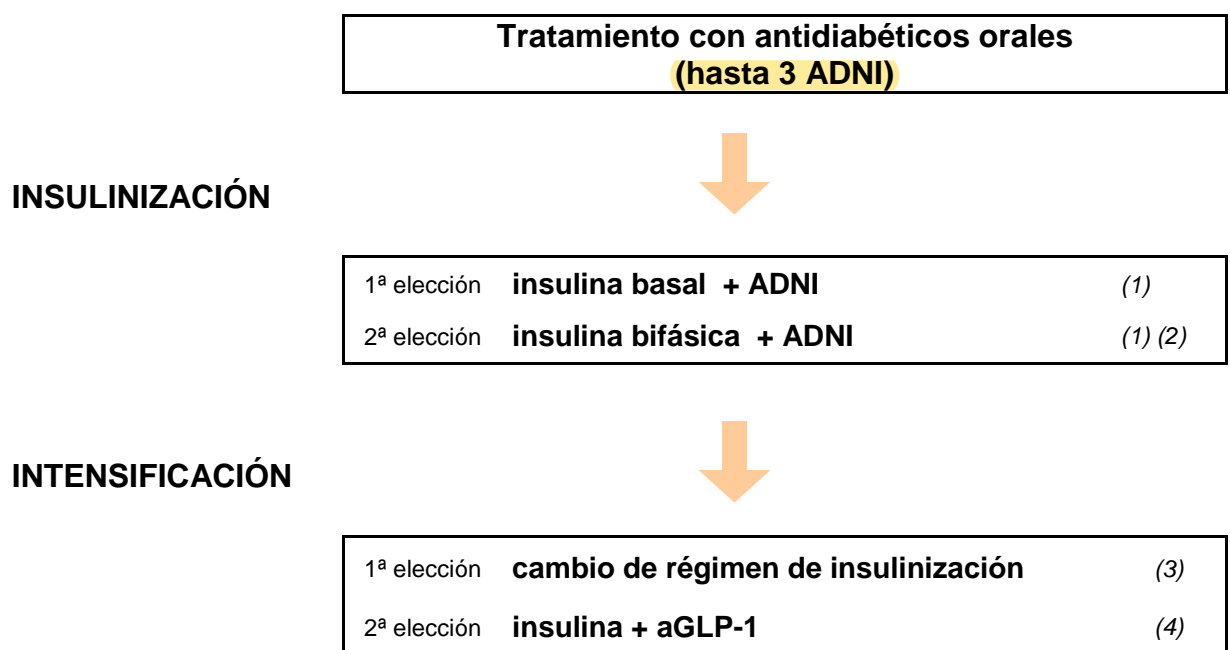 Tratamiento con antidiabéticos orales
(hasta 3 ADNI)
INSULINIZACIÓN
1ª elección insulina basal + ADNI (1)
2ª elección insulina bifásica + ADNI (1) (2)
INTENSIFICACIÓN
1ª elección cambio de régimen de insulinización (3)
2ª elección insulina + aGLP-1 (4)